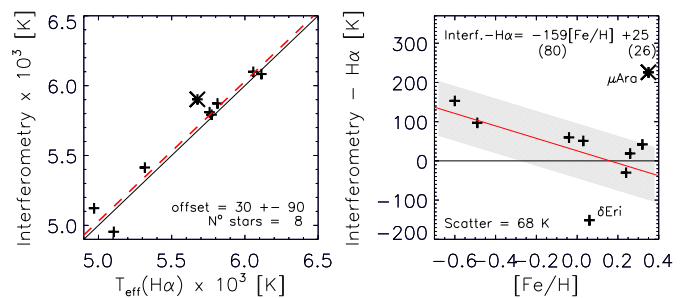 Interferometry x 10³ [K]
6.5
6.0
5.5
5.0
offset = 30 +− 90
N° stars = 8
5.0 5.5 6.0 6.5
T_eff(Hα) x 10³ [K]
Interferometry − Hα [K]
300
200
100
0
−100
−200
Interf.−Hα= −159[Fe/H] +25
(80) (26)
μAra
δEri
Scatter = 68 K
−0.6 −0.4 −0.2 0.0 0.2 0.4
[Fe/H]